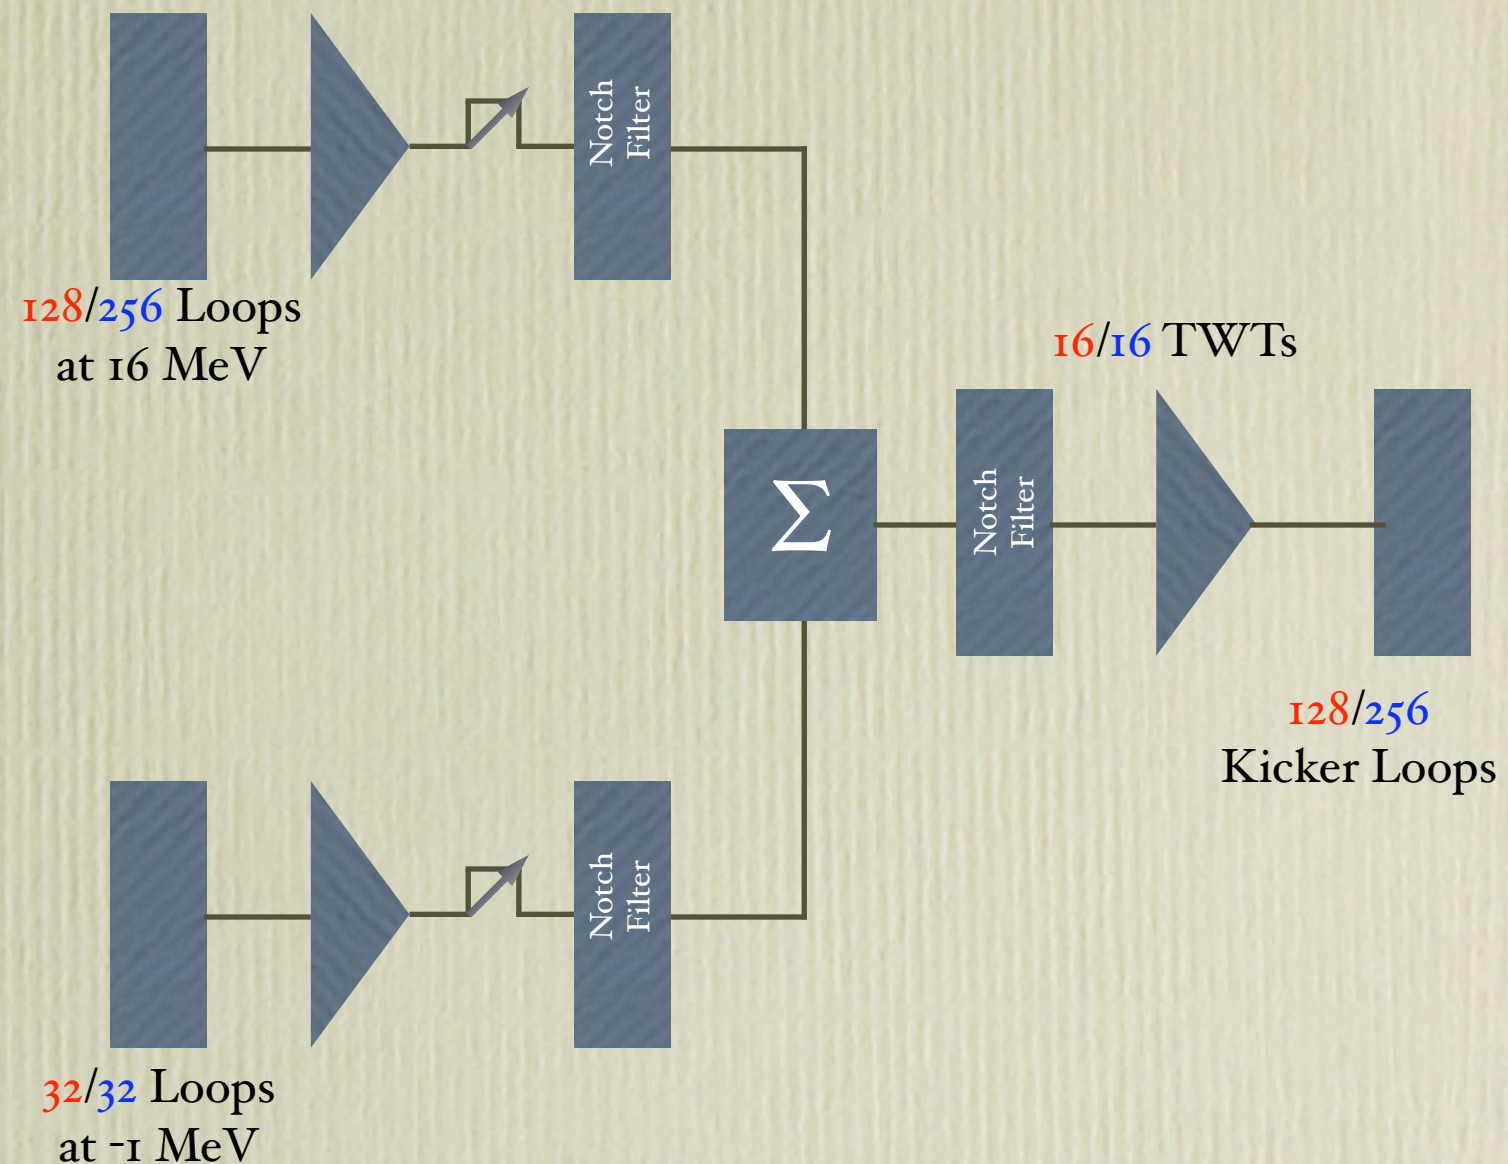 Notch
Filter
128/256 Loops
at 16 MeV
16/16 TWTs
Σ
Notch
Filter
128/256
Kicker Loops
Notch
Filter
32/32 Loops
at -1 MeV